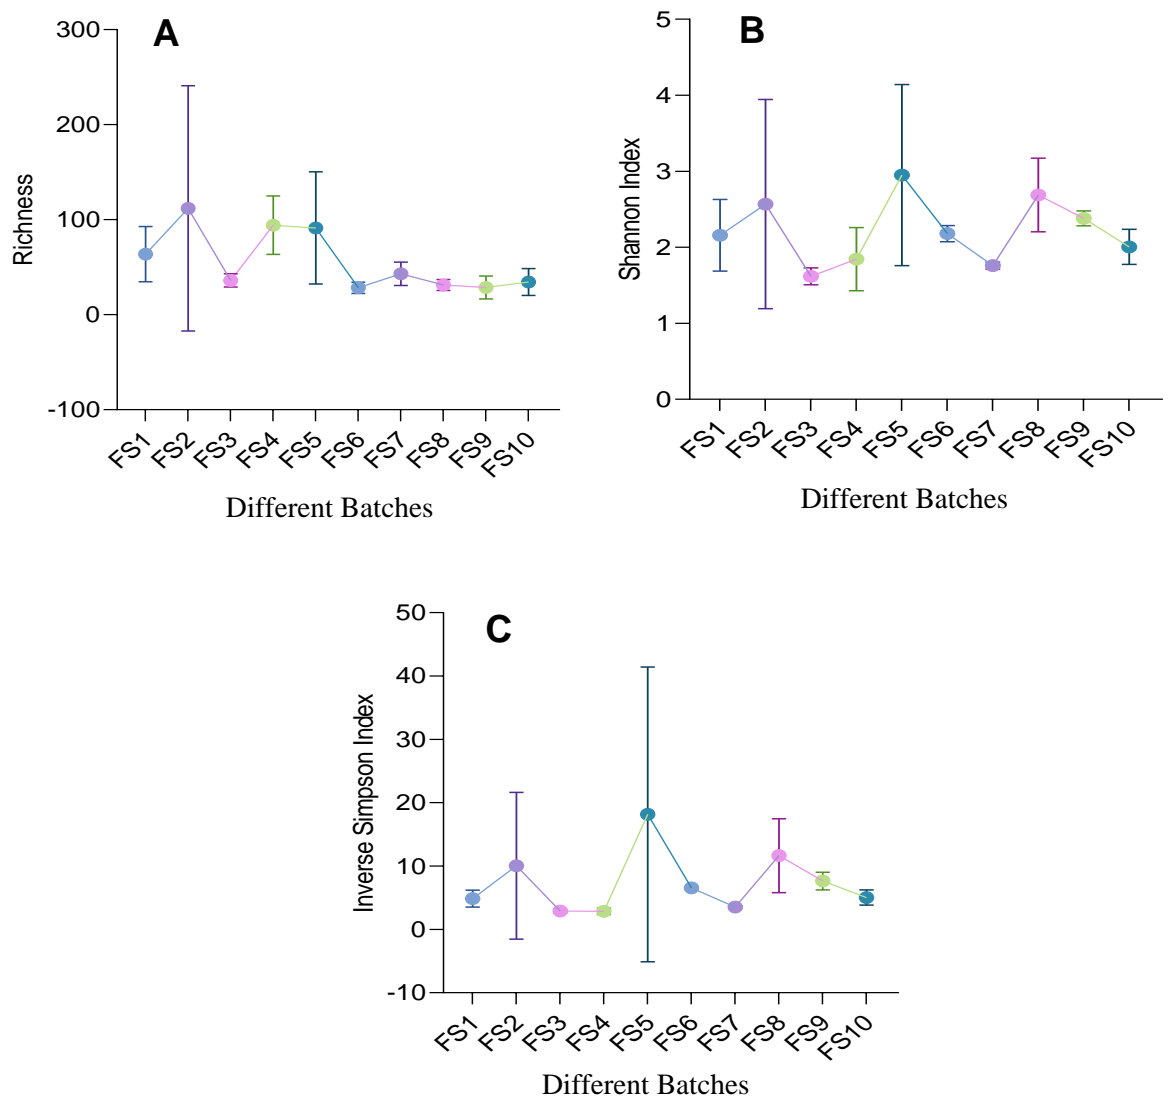 A
300
200
100
0
-100
Richness
FS1 FS2 FS3 FS4 FS5 FS6 FS7 FS8 FS9 FS10
Different Batches
B
5
4
3
2
1
0
Shannon Index
FS1 FS2 FS3 FS4 FS5 FS6 FS7 FS8 FS9 FS10
Different Batches
C
50
40
30
20
10
0
-10
Inverse Simpson Index
FS1 FS2 FS3 FS4 FS5 FS6 FS7 FS8 FS9 FS10
Different Batches